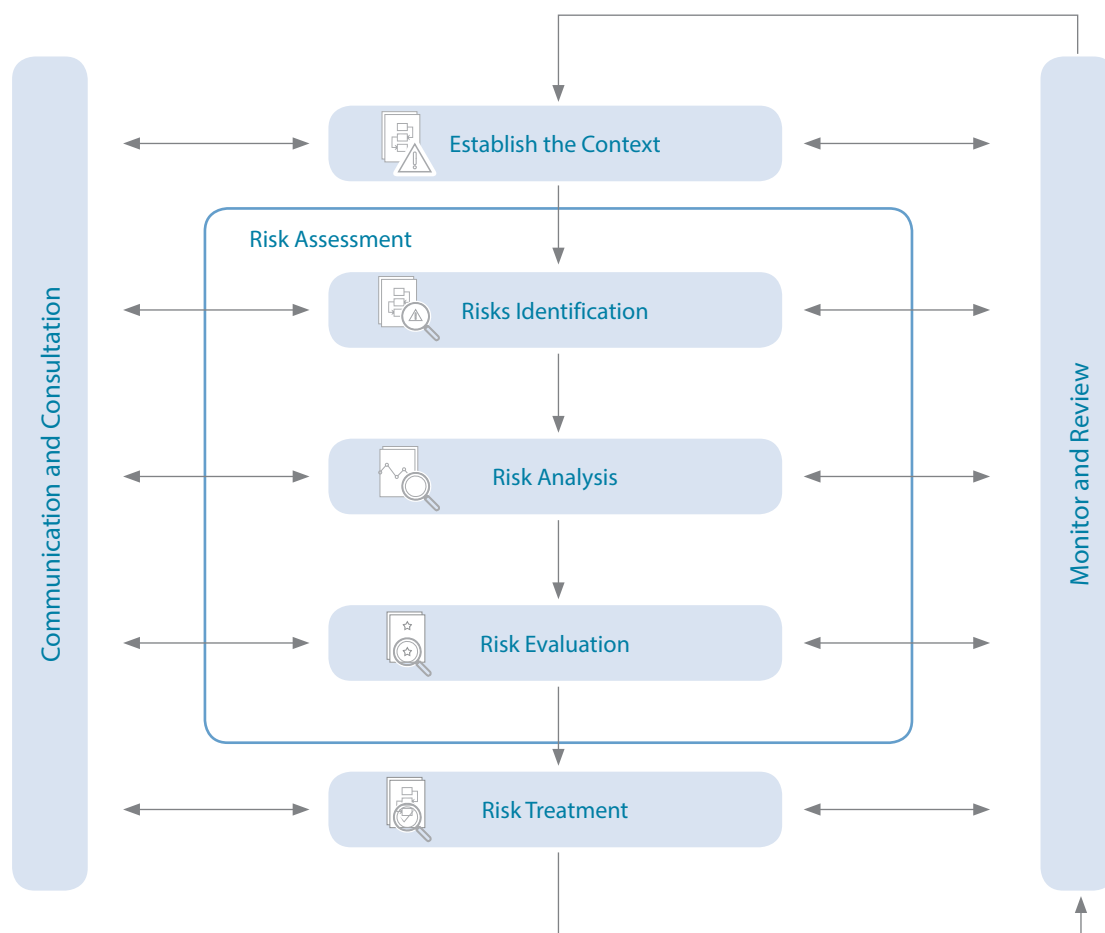 Establish the Context
Risk Assessment
Risks Identification
Communication and Consultation
Monitor and Review
Risk Analysis
Risk Evaluation
Risk Treatment